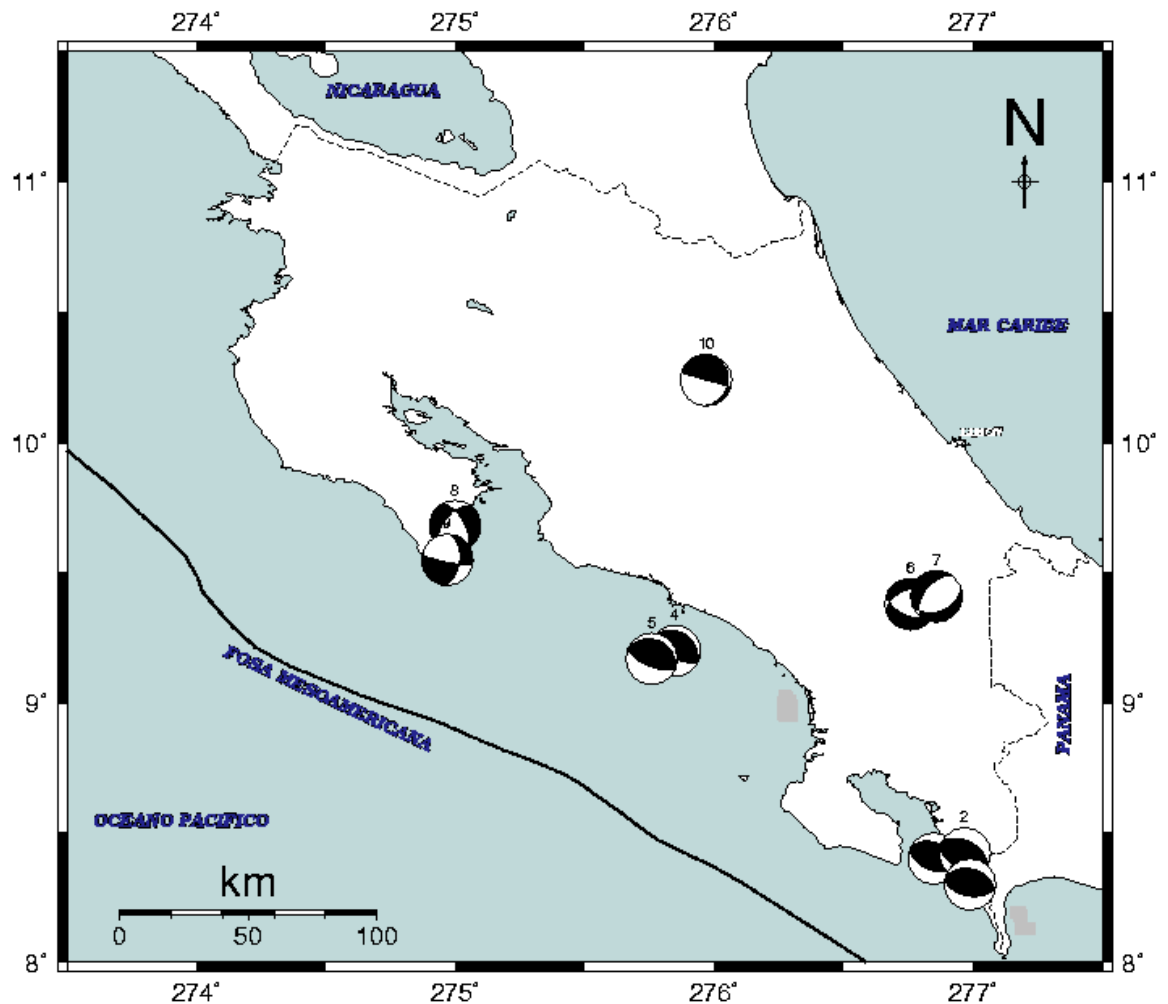 274° 275° 276° 277°
NICARAGUA
N
11° 11°
MAR CARIBE
10
10° 10°
8
6 7
5 4
9° 9°
FOSA MESOAMERICANA
PANAMA
OCEANO PACIFICO
2
km
0 50 100
8° 8°
274° 275° 276° 277°